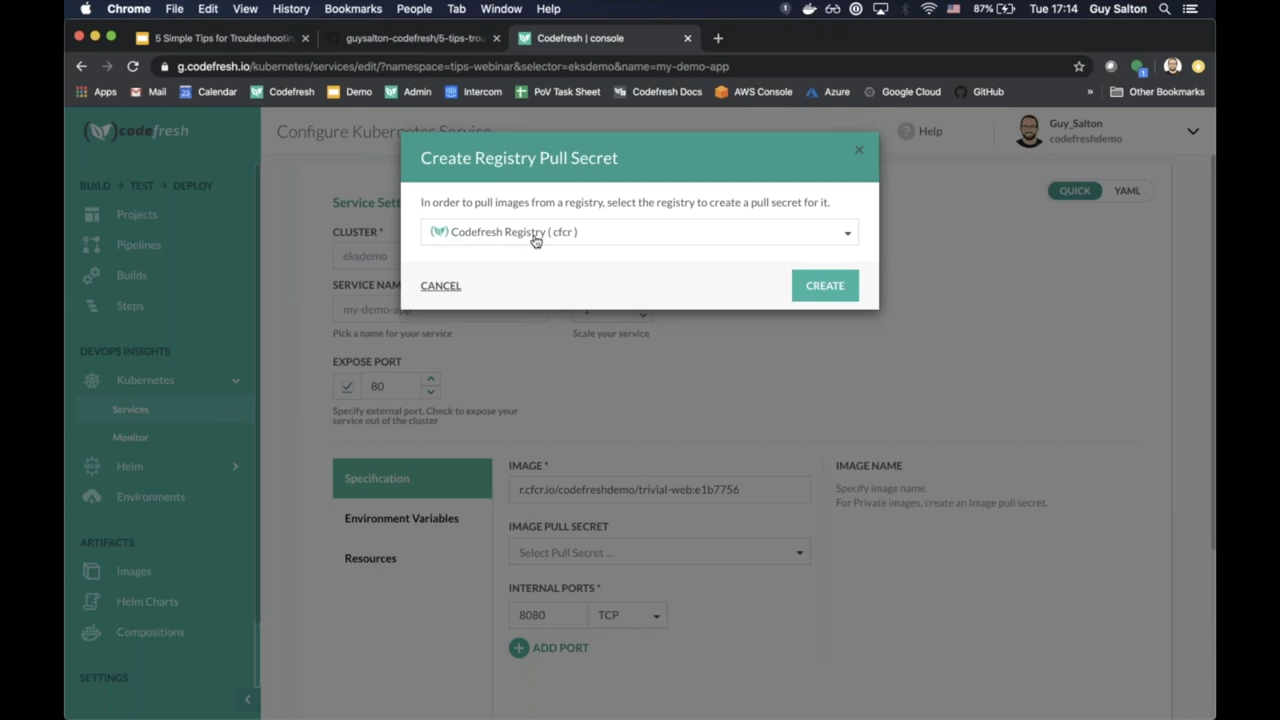 Chrome File Edit View History Bookmarks People Tab Window Help 87% Tue 17:14 Guy Salton
5 Simple Tips for Troubleshootin
guysalton-codefresh/5-tips-trou
Codefresh | console
g.codefresh.io/kubernetes/services/edit/?namespace=tips-webinar&selector=eksdemo&name=my-demo-app
Apps Mail Calendar Codefresh Demo Admin Intercom PoV Task Sheet Codefresh Docs AWS Console Azure Google Cloud GitHub » Other Bookmarks
codefresh
Configure Kubernetes Service
Help
Guy_Salton
codefreshdemo
BUILD → TEST → DEPLOY
Projects
Pipelines
Builds
Steps
DEVOPS INSIGHTS
Kubernetes
Services
Monitor
Helm
Environments
ARTIFACTS
Images
Helm Charts
Compositions
SETTINGS
Create Registry Pull Secret
In order to pull images from a registry, select the registry to create a pull secret for it.
Codefresh Registry ( cfcr )
CANCEL
CREATE
QUICK
YAML
Service Set
CLUSTER *
eksdemo
SERVICE NAM
my-demo-app
Pick a name for your service
1
Scale your service
EXPOSE PORT
80
Specify external port. Check to expose your
service out of the cluster
Specification
Environment Variables
Resources
IMAGE *
r.cfcr.io/codefreshdemo/trivial-web:e1b7756
IMAGE PULL SECRET
Select Pull Secret ...
INTERNAL PORTS *
8080
TCP
ADD PORT
IMAGE NAME
Specify image name.
For Private images, create an Image pull secret.